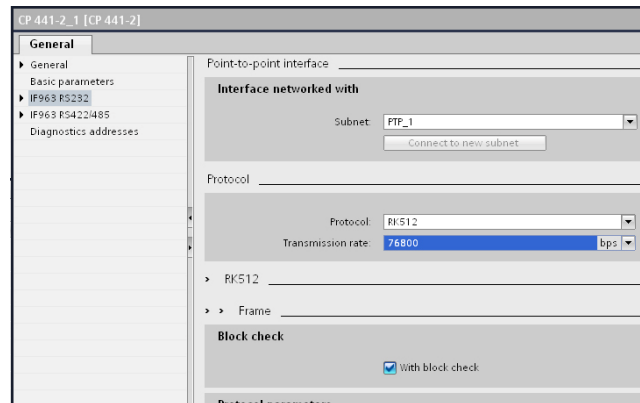 CP 441-2_1 [CP 441-2]
General
General
Basic parameters
IF963 RS232
IF963 RS422/485
Diagnostics addresses
Point-to-point interface
Interface networked with
Subnet: PTP_1
Connect to new subnet
Protocol
Protocol: RK512
Transmission rate: 76800 bps
RK512
Frame
Block check
With block check
Protocol parameters